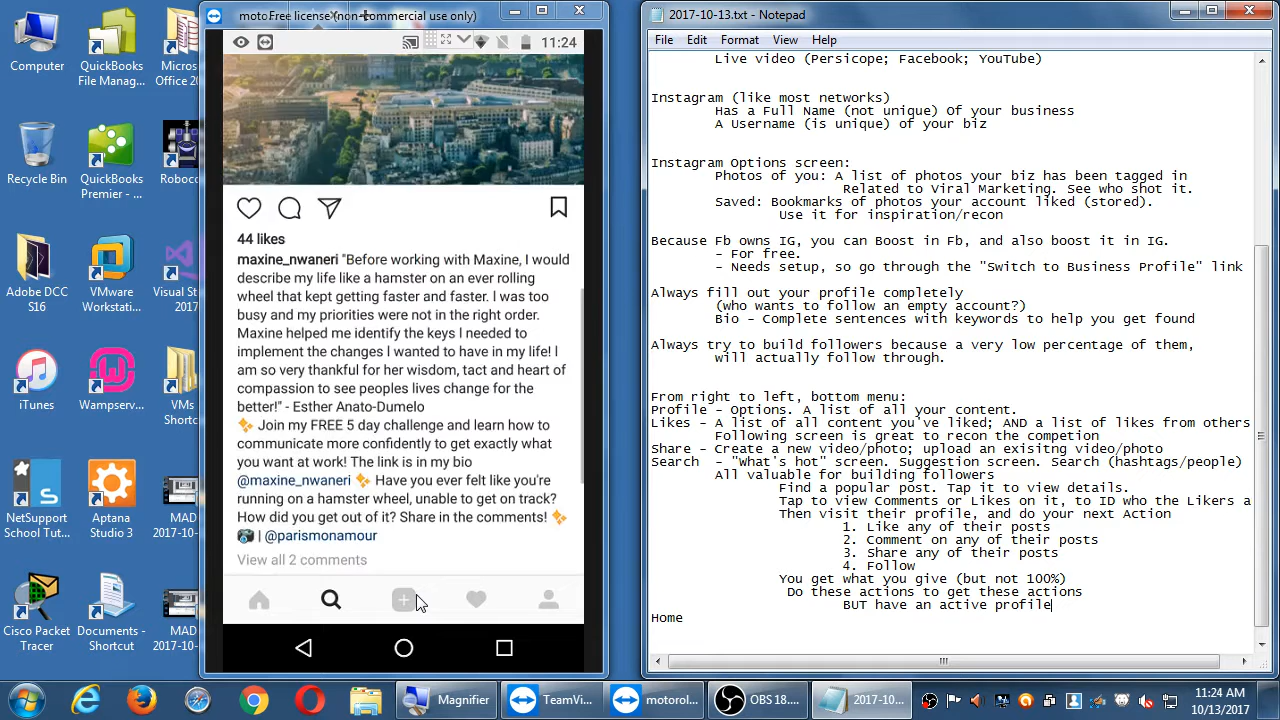 Computer
QuickBooks
File Manag...
Micros
Office 20
Recycle Bin
QuickBooks
Premier - ...
Roboco
Adobe DCC
S16
VMware
Workstati...
Visual St
2017
iTunes
Wampserv...
VMs
Shortc
NetSupport
School Tut...
Aptana
Studio 3
MAD
2017-10-
Cisco Packet
Tracer
Documents -
Shortcut
MAD
2017-10-
moto Free license (non-commercial use only)
11:24
44 likes
maxine_nwaneri "Before working with Maxine, I would
describe my life like a hamster on an ever rolling
wheel that kept getting faster and faster. I was too
busy and my priorities were not in the right order.
Maxine helped me identify the keys I needed to
implement the changes I wanted to have in my life! I
am so very thankful for her wisdom, tact and heart of
compassion to see peoples lives change for the
better!" - Esther Anato-Dumelo
✨ Join my FREE 5 day challenge and learn how to
communicate more confidently to get exactly what
you want at work! The link is in my bio
@maxine_nwaneri ✨ Have you ever felt like you're
running on a hamster wheel, unable to get on track?
How did you get out of it? Share in the comments! ✨
📷 | @parismonamour
View all 2 comments
2017-10-13.txt - Notepad
File Edit Format View Help
Live video (Persicope; Facebook; YouTube)
Instagram (like most networks)
Has a Full Name (not unique) of your business
A Username (is unique) of your biz
Instagram Options screen:
Photos of you: A list of photos your biz has been tagged in
Related to Viral Marketing. See who shot it.
Saved: Bookmarks of photos your account liked (stored).
Use it for inspiration/recon
Because Fb owns IG, you can Boost in Fb, and also boost it in IG.
- For free.
- Needs setup, so go through the "Switch to Business Profile" link
Always fill out your profile completely
(who wants to follow an empty account?)
Bio - Complete sentences with keywords to help you get found
Always try to build followers because a very low percentage of them,
will actually follow through.
From right to left, bottom menu:
Profile - Options. A list of all your content.
Likes - A list of all content you've liked; AND a list of likes from others
Following screen is great to recon the competion
Share - Create a new video/photo; upload an exisitng video/photo
Search - "What's hot" screen. Suggestion screen. Search (hashtags/people)
All valuable for building followers
Find a popular post. Tap it to view details.
Tap to view Comments or Likes on it, to ID who the Likers a
Then visit their profile, and do your next Action
1. Like any of their posts
2. Comment on any of their posts
3. Share any of their posts
4. Follow
You get what you give (but not 100%)
Do these actions to get these actions
BUT have an active profile
Home
Magnifier
TeamVi...
motorol...
OBS 18....
2017-10...
11:24 AM
10/13/2017